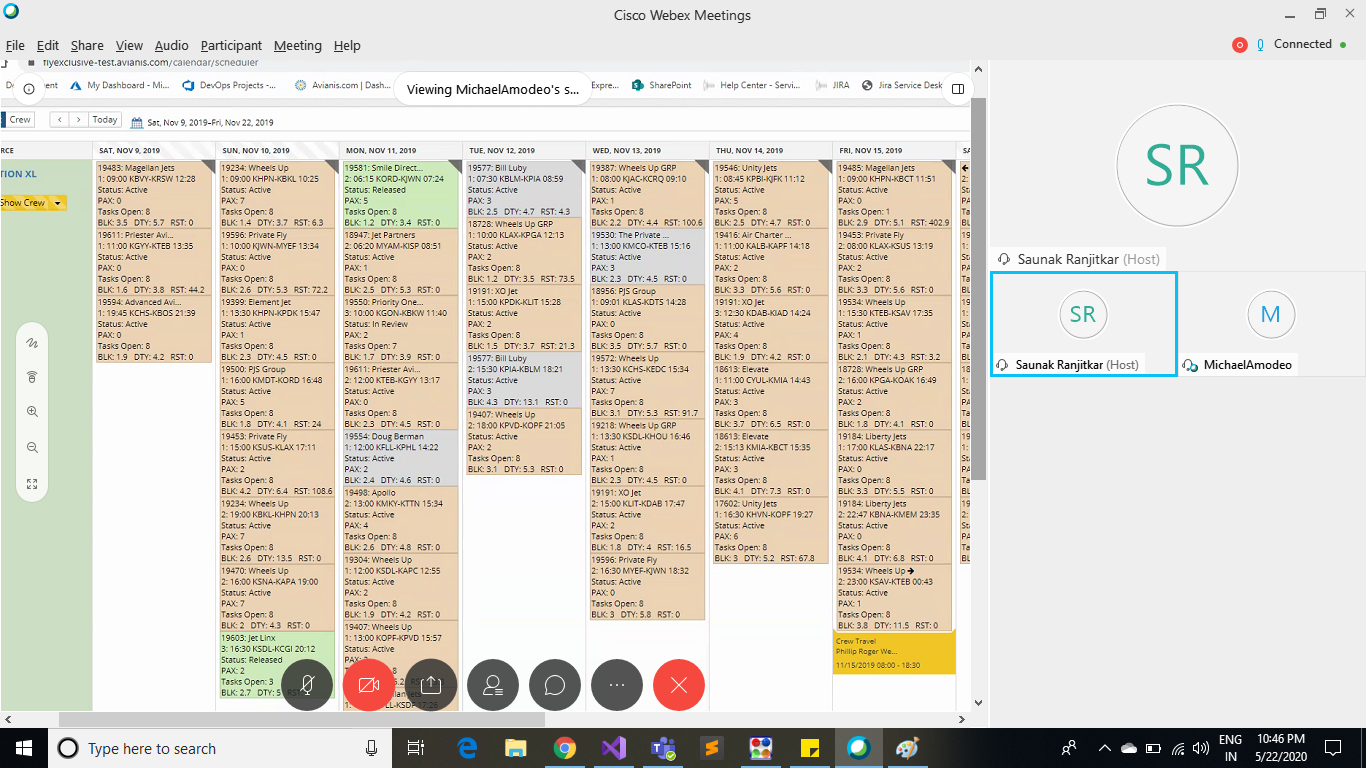 Cisco Webex Meetings
File Edit Share View Audio Participant Meeting Help
Connected
flyexclusive-test.avianis.com/calendar/scheduler
My Dashboard - Mi...
DevOps Projects -...
Avianis.com | Dash...
Viewing MichaelAmodeo's s...
Expre...
SharePoint
Help Center - Servi...
JIRA
Jira Service Desk
Crew
Today
Sat, Nov 9, 2019–Fri, Nov 22, 2019
RCE
SAT, NOV 9, 2019
SUN, NOV 10, 2019
MON, NOV 11, 2019
TUE, NOV 12, 2019
WED, NOV 13, 2019
THU, NOV 14, 2019
FRI, NOV 15, 2019
SA
TION XL
Show Crew
19483: Magellan Jets
1: 09:00 KBVY-KRSW 12:28
Status: Active
PAX: 0
Tasks Open: 8
BLK: 3.5 DTY: 5.7 RST: 0
19611: Priester Avi...
1: 11:00 KGYY-KTEB 13:35
Status: Active
PAX: 0
Tasks Open: 8
BLK: 1.6 DTY: 3.8 RST: 44.2
19594: Advanced Avi...
1: 19:45 KCHS-KBOS 21:39
Status: Active
PAX: 0
Tasks Open: 8
BLK: 1.9 DTY: 4.2 RST: 0
19234: Wheels Up
1: 09:00 KHPN-KBKL 10:25
Status: Active
PAX: 7
Tasks Open: 8
BLK: 1.4 DTY: 3.7 RST: 6.3
19596: Private Fly
1: 10:00 KJWN-MYEF 13:34
Status: Active
PAX: 0
Tasks Open: 8
BLK: 2.6 DTY: 5.3 RST: 72.2
19399: Element Jet
1: 13:30 KHPN-KPDK 15:47
Status: Active
PAX: 1
Tasks Open: 8
BLK: 2.3 DTY: 4.5 RST: 0
19500: PJS Group
1: 16:00 KMDT-KORD 16:48
Status: Active
PAX: 5
Tasks Open: 8
BLK: 1.8 DTY: 4.1 RST: 24
19453: Private Fly
1: 15:00 KSUS-KLAX 17:11
Status: Active
PAX: 2
Tasks Open: 8
BLK: 4.2 DTY: 6.4 RST: 108.6
19234: Wheels Up
2: 19:00 KBKL-KHPN 20:13
Status: Active
PAX: 7
Tasks Open: 8
BLK: 2.6 DTY: 13.5 RST: 0
19470: Wheels Up
2: 16:00 KSNA-KAPA 19:00
Status: Active
PAX: 7
Tasks Open: 8
BLK: 2 DTY: 4.3 RST: 0
19603: Jet Linx
3: 16:30 KSDL-KCGI 20:12
Status: Released
PAX: 2
Tasks Open: 3
BLK: 2.7 DTY: 5
19581: Smile Direct...
2: 06:15 KORD-KJWN 07:24
Status: Released
PAX: 5
Tasks Open: 8
BLK: 1.2 DTY: 3.4 RST: 0
18947: Jet Partners
2: 06:20 MYAM-KISP 08:51
Status: Active
PAX: 1
Tasks Open: 8
BLK: 2.5 DTY: 5.3 RST: 0
19550: Priority One...
3: 10:00 KGON-KBKW 11:40
Status: In Review
PAX: 2
Tasks Open: 8
BLK: 1.7 DTY: 3.9 RST: 0
19611: Priester Avi...
2: 12:00 KTEB-KGYY 13:17
Status: Active
PAX: 0
Tasks Open: 8
BLK: 2.3 DTY: 4.5 RST: 0
19554: Doug Berman
1: 12:00 KFLL-KPHL 14:22
Status: Active
PAX: 2
BLK: 2.4 DTY: 4.6 RST: 0
19498: Apollo
2: 13:00 KMKY-KTTN 15:34
Status: Active
PAX: 4
Tasks Open: 8
BLK: 2.6 DTY: 4.8 RST: 0
19304: Wheels Up
1: 12:00 KSDL-KAPC 12:55
Status: Active
PAX: 2
Tasks Open: 8
BLK: 1.9 DTY: 4.2 RST: 0
19407: Wheels Up
1: 13:00 KOPF-KPVD 15:57
Status: Active
19577: Bill Luby
1: 07:30 KBLM-KPIA 08:59
Status: Active
PAX: 3
BLK: 2.5 DTY: 4.7 RST: 4.3
18728: Wheels Up GRP
1: 10:00 KLAX-KPGA 12:13
Status: Active
PAX: 2
Tasks Open: 8
BLK: 1.2 DTY: 3.5 RST: 73.5
19191: XO Jet
1: 15:00 KPDK-KLIT 15:28
Status: Active
PAX: 2
Tasks Open: 8
BLK: 1.5 DTY: 3.7 RST: 21.3
19577: Bill Luby
2: 15:30 KPIA-KBLM 18:21
Status: Active
PAX: 3
BLK: 4.3 DTY: 13.1 RST: 0
19407: Wheels Up
2: 18:00 KPVD-KOPF 21:05
Status: Active
PAX: 2
Tasks Open: 8
BLK: 3.1 DTY: 5.3 RST: 0
19387: Wheels Up GRP
1: 08:00 KJAC-KCRQ 09:10
Status: Active
PAX: 1
Tasks Open: 8
BLK: 2.2 DTY: 4.4 RST: 100.6
19530: The Private ...
1: 13:00 KMCO-KTEB 15:16
Status: Active
PAX: 3
BLK: 2.3 DTY: 4.5 RST: 0
18956: PJS Group
1: 09:01 KLAS-KDTS 14:28
Status: Active
PAX: 8
Tasks Open: 8
BLK: 3.5 DTY: 5.7 RST: 0
19572: Wheels Up
1: 13:30 KCHS-KEDC 15:34
Status: Active
PAX: 7
Tasks Open: 8
BLK: 3.1 DTY: 5.3 RST: 91.7
19218: Wheels Up GRP
1: 13:30 KSDL-KHOU 16:46
Status: Active
PAX: 1
Tasks Open: 8
BLK: 2.3 DTY: 4.5 RST: 0
19191: XO Jet
2: 15:00 KLIT-KDAB 17:47
Status: Active
PAX: 2
Tasks Open: 8
BLK: 1.8 DTY: 4 RST: 16.5
19596: Private Fly
2: 16:30 MYEF-KJWN 18:32
Status: Active
PAX: 0
Tasks Open: 8
BLK: 3 DTY: 5.8 RST: 0
19546: Unity Jets
1: 08:45 KPBI-KJFK 11:12
Status: Active
PAX: 4
Tasks Open: 8
BLK: 2.5 DTY: 4.7 RST: 0
19416: Air Charter ...
1: 11:00 KALB-KAPF 14:18
Status: Active
PAX: 2
Tasks Open: 8
BLK: 3.3 DTY: 5.6 RST: 0
19191: XO Jet
3: 12:30 KDAB-KIAD 14:24
PAX: 4
Status: Active
Tasks Open: 8
BLK: 1.9 DTY: 4.2 RST: 0
18613: Elevate
1: 11:00 CYUL-KMIA 14:43
Status: Active
PAX: 3
Tasks Open: 8
BLK: 3.7 DTY: 6.5 RST: 0
18613: Elevate
2: 15:13 KMIA-KBCT 15:35
Status: Active
PAX: 3
Tasks Open: 8
BLK: 4.1 DTY: 7.3 RST: 0
17602: Unity Jets
1: 16:30 KHVN-KOPF 19:27
Status: Active
PAX: 6
Tasks Open: 8
BLK: 3 DTY: 5.2 RST: 67.8
19485: Magellan Jets
1: 09:00 KHPN-KBCT 11:51
Status: Active
PAX: 2
Tasks Open: 1
BLK: 2.9 DTY: 5.1 RST: 402.9
19453: Private Fly
2: 08:00 KLAX-KSUS 13:19
Status: Active
PAX: 2
Tasks Open: 8
BLK: 3.3 DTY: 5.6 RST: 0
19534: Wheels Up
1: 15:30 KTEB-KSAV 17:35
Status: Active
PAX: 1
Tasks Open: 8
BLK: 2.1 DTY: 4.3 RST: 3.2
18728: Wheels Up GRP
2: 16:00 KPGA-KOAK 16:49
Status: Active
PAX: 2
Tasks Open: 8
BLK: 1.9 DTY: 4.1 RST: 0
19184: Liberty Jets
1: 17:00 KLAS-KBNA 22:17
Status: Active
PAX: 0
Tasks Open: 8
BLK: 3.3 DTY: 5.5 RST: 0
19184: Liberty Jets
2: 22:47 KBNA-KMEM 23:35
Status: Active
PAX: 0
Tasks Open: 8
BLK: 4.1 DTY: 6.8 RST: 0
19534: Wheels Up
2: 23:00 KSAV-KTEB 00:43
Status: Active
PAX: 1
Tasks Open: 8
BLK: 3.8 DTY: 11.5 RST: 0
Crew Travel
Phillip Roger We...
11/15/2019 08:00 - 18:30
SR
Saunak Ranjitkar (Host)
SR
Saunak Ranjitkar (Host)
M
MichaelAmodeo
Type here to search
ENG
IN
10:46 PM
5/22/2020